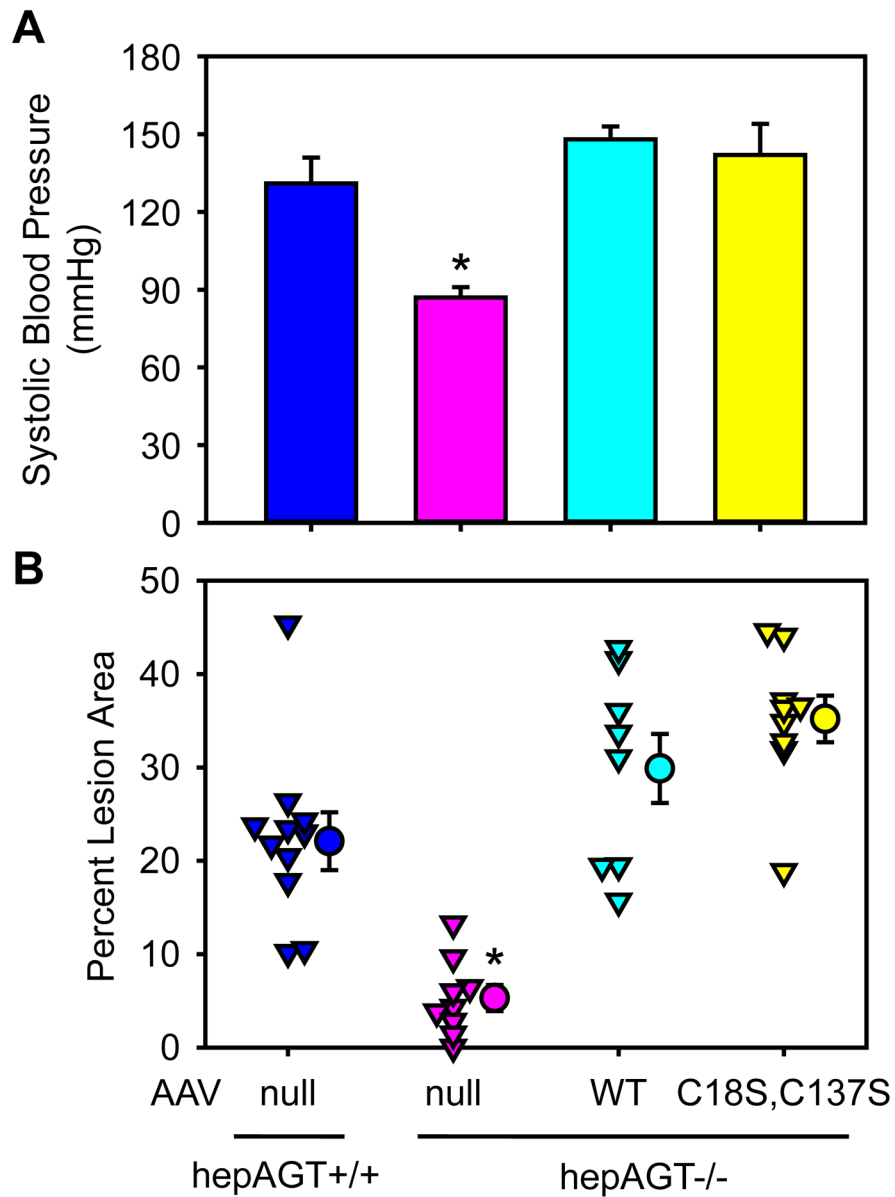 A
Systolic Blood Pressure
(mmHg)
180
150
120
90
60
30
0
*
B
Percent Lesion Area
50
40
30
20
10
0
*
AAV null null WT C18S,C137S
hepAGT+/+ hepAGT-/-